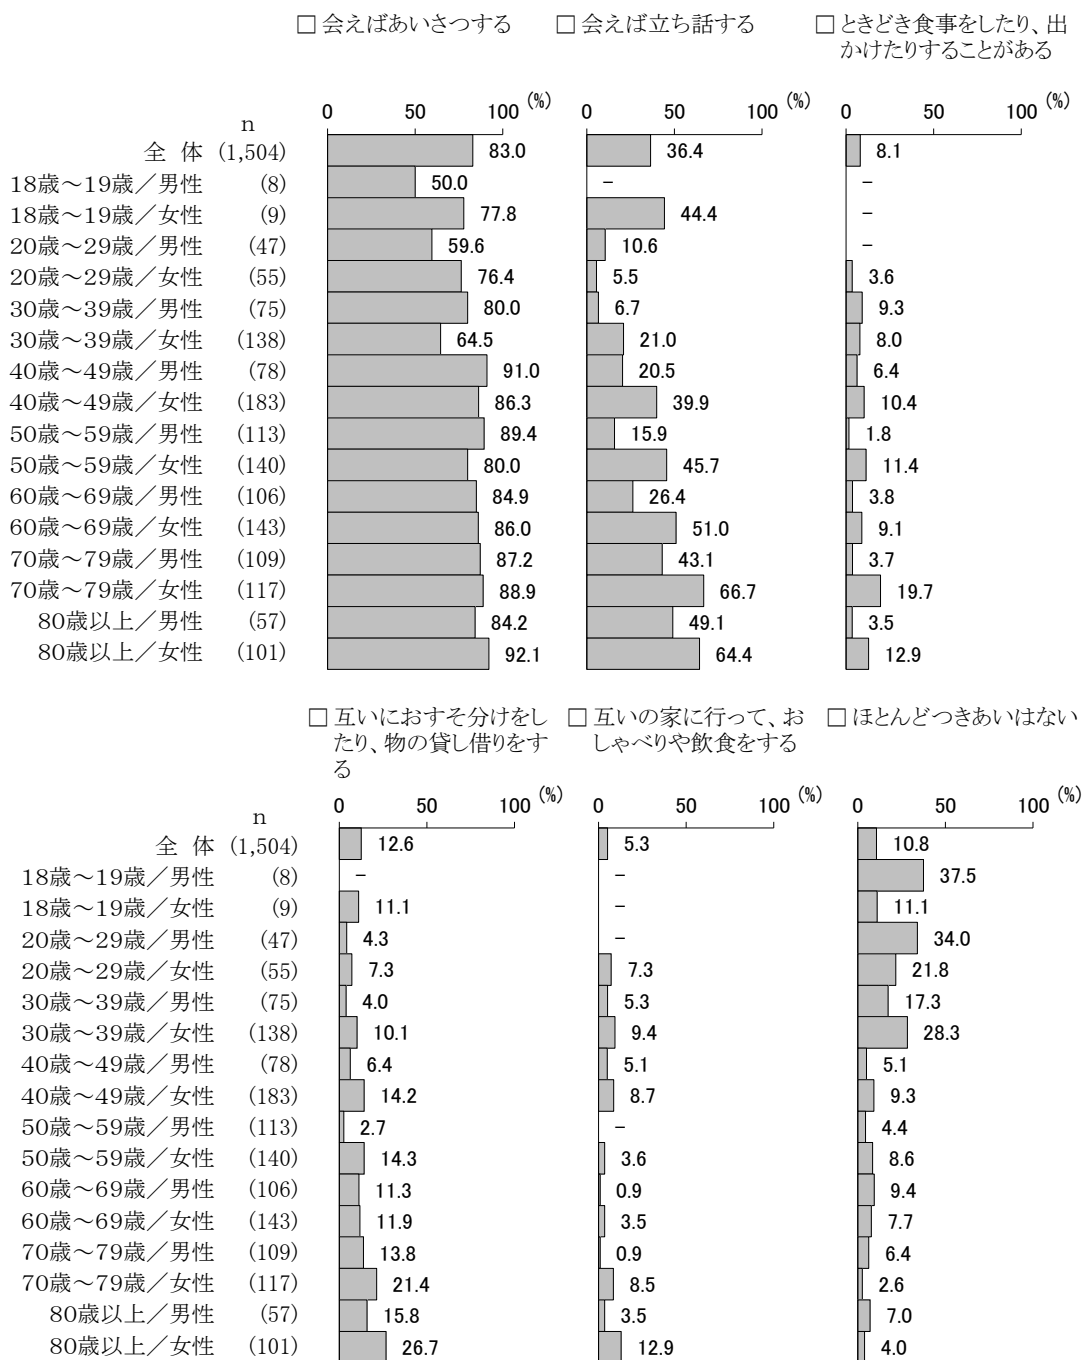 □ 会えばあいさつする □ 会えば立ち話する □ ときどき食事をしたり、出
かけたりすることがある
0 50 100 (%) 0 50 100 (%) 0 50 100 (%)
n
全 体 (1,504) 83.0 36.4 8.1
18歳～19歳／男性 (8) 50.0 － －
18歳～19歳／女性 (9) 77.8 44.4 －
20歳～29歳／男性 (47) 59.6 10.6 －
20歳～29歳／女性 (55) 76.4 5.5 3.6
30歳～39歳／男性 (75) 80.0 6.7 9.3
30歳～39歳／女性 (138) 64.5 21.0 8.0
40歳～49歳／男性 (78) 91.0 20.5 6.4
40歳～49歳／女性 (183) 86.3 39.9 10.4
50歳～59歳／男性 (113) 89.4 15.9 1.8
50歳～59歳／女性 (140) 80.0 45.7 11.4
60歳～69歳／男性 (106) 84.9 26.4 3.8
60歳～69歳／女性 (143) 86.0 51.0 9.1
70歳～79歳／男性 (109) 87.2 43.1 3.7
70歳～79歳／女性 (117) 88.9 66.7 19.7
80歳以上／男性 (57) 84.2 49.1 3.5
80歳以上／女性 (101) 92.1 64.4 12.9
□ 互いにおすそ分けをし □ 互いの家に行って、お □ ほとんどつきあいはない
たり、物の貸し借りをす しゃべりや飲食をする
る
0 50 100 (%) 0 50 100 (%) 0 50 100 (%)
n
全 体 (1,504) 12.6 5.3 10.8
18歳～19歳／男性 (8) － － 37.5
18歳～19歳／女性 (9) 11.1 － 11.1
20歳～29歳／男性 (47) 4.3 － 34.0
20歳～29歳／女性 (55) 7.3 7.3 21.8
30歳～39歳／男性 (75) 4.0 5.3 17.3
30歳～39歳／女性 (138) 10.1 9.4 28.3
40歳～49歳／男性 (78) 6.4 5.1 5.1
40歳～49歳／女性 (183) 14.2 8.7 9.3
50歳～59歳／男性 (113) 2.7 － 4.4
50歳～59歳／女性 (140) 14.3 3.6 8.6
60歳～69歳／男性 (106) 11.3 0.9 9.4
60歳～69歳／女性 (143) 11.9 3.5 7.7
70歳～79歳／男性 (109) 13.8 0.9 6.4
70歳～79歳／女性 (117) 21.4 8.5 2.6
80歳以上／男性 (57) 15.8 3.5 7.0
80歳以上／女性 (101) 26.7 12.9 4.0